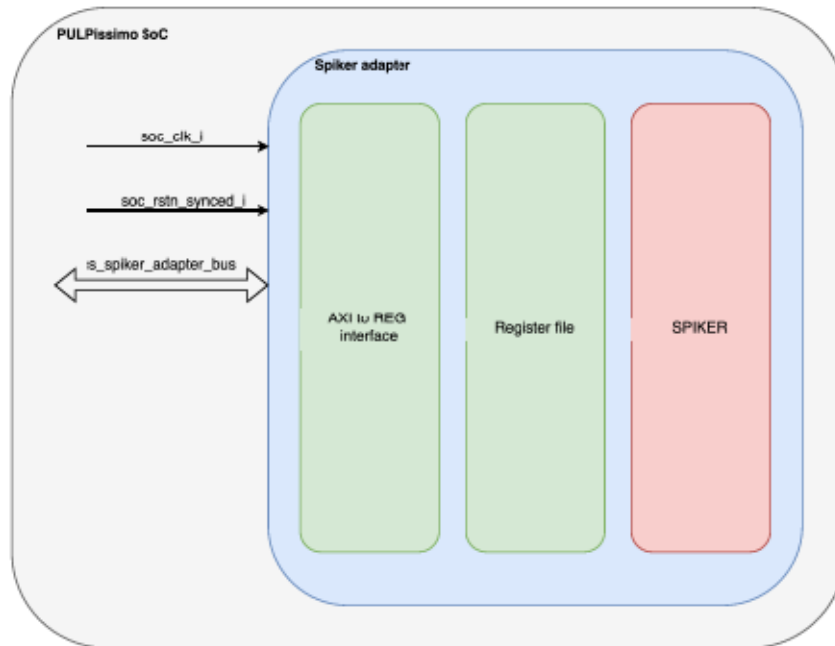 PULPissimo SoC
Spiker adapter
soc_clk_i
soc_rstn_synced_i
s_spiker_adapter_bus
AXI to REG
interface
Register file
SPIKER